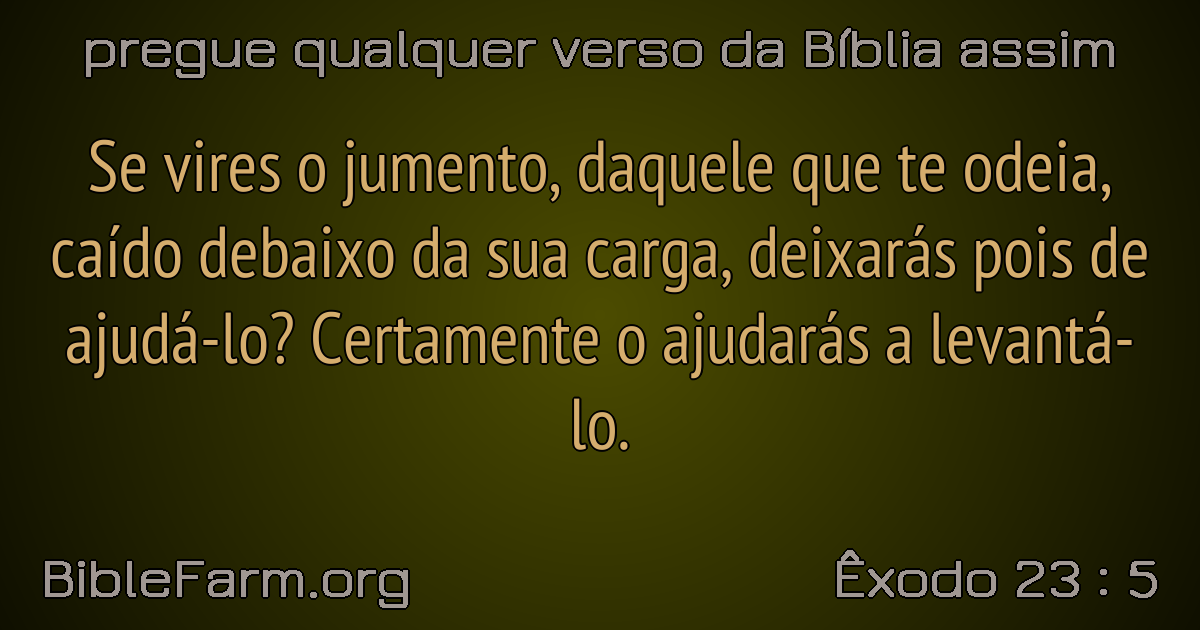 pregue qualquer verso da Bíblia assim
Se vires o jumento, daquele que te odeia,
caído debaixo da sua carga, deixarás pois de
ajudá-lo? Certamente o ajudarás a levantá-
lo.
BibleFarm.org
Êxodo 23 : 5